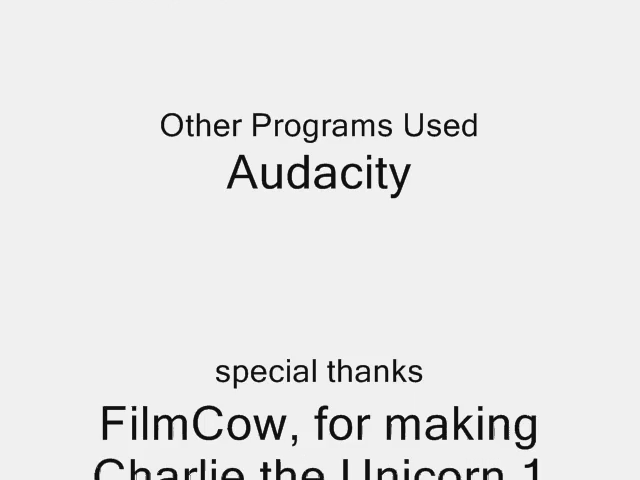 Other Programs Used
Audacity
special thanks
FilmCow, for making
Charlie the Unicorn 1